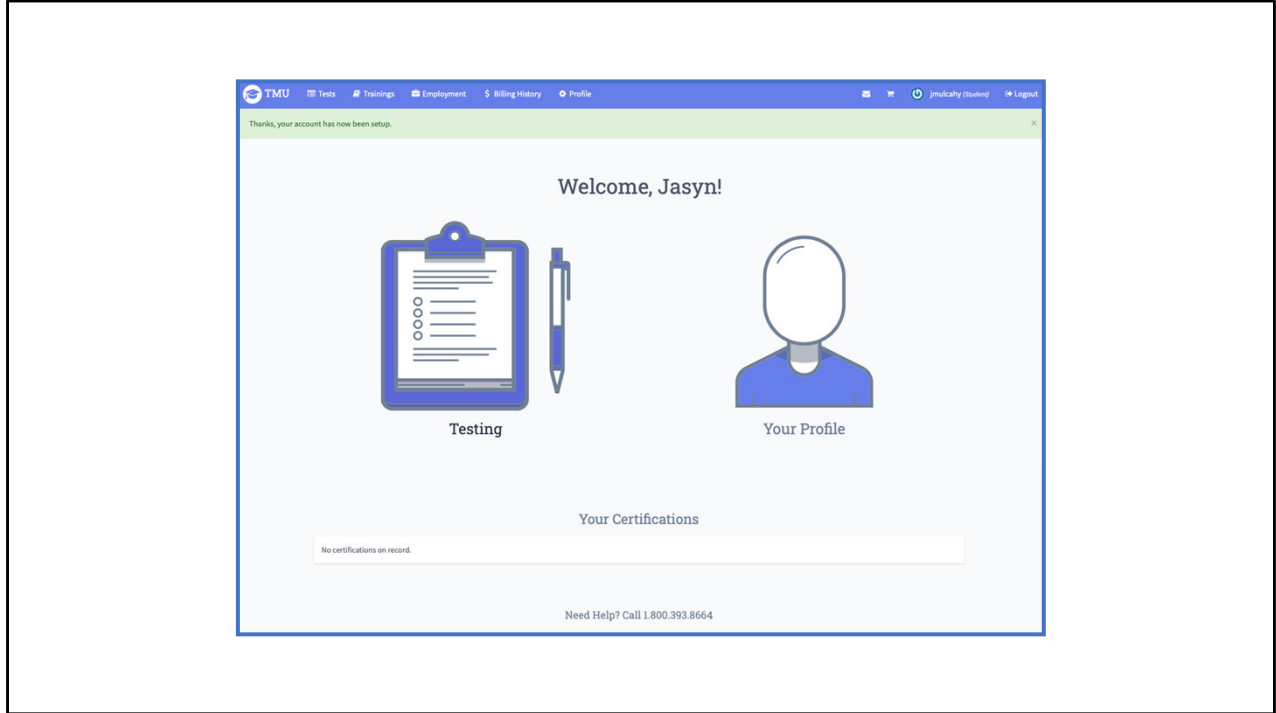 TMU Tests Trainings Employment $ Billing History Profile jmulcahy (Student) Logout
Thanks, your account has now been setup. ×
Welcome, Jasyn!
Testing
Your Profile
Your Certifications
No certifications on record.
Need Help? Call 1.800.393.8664